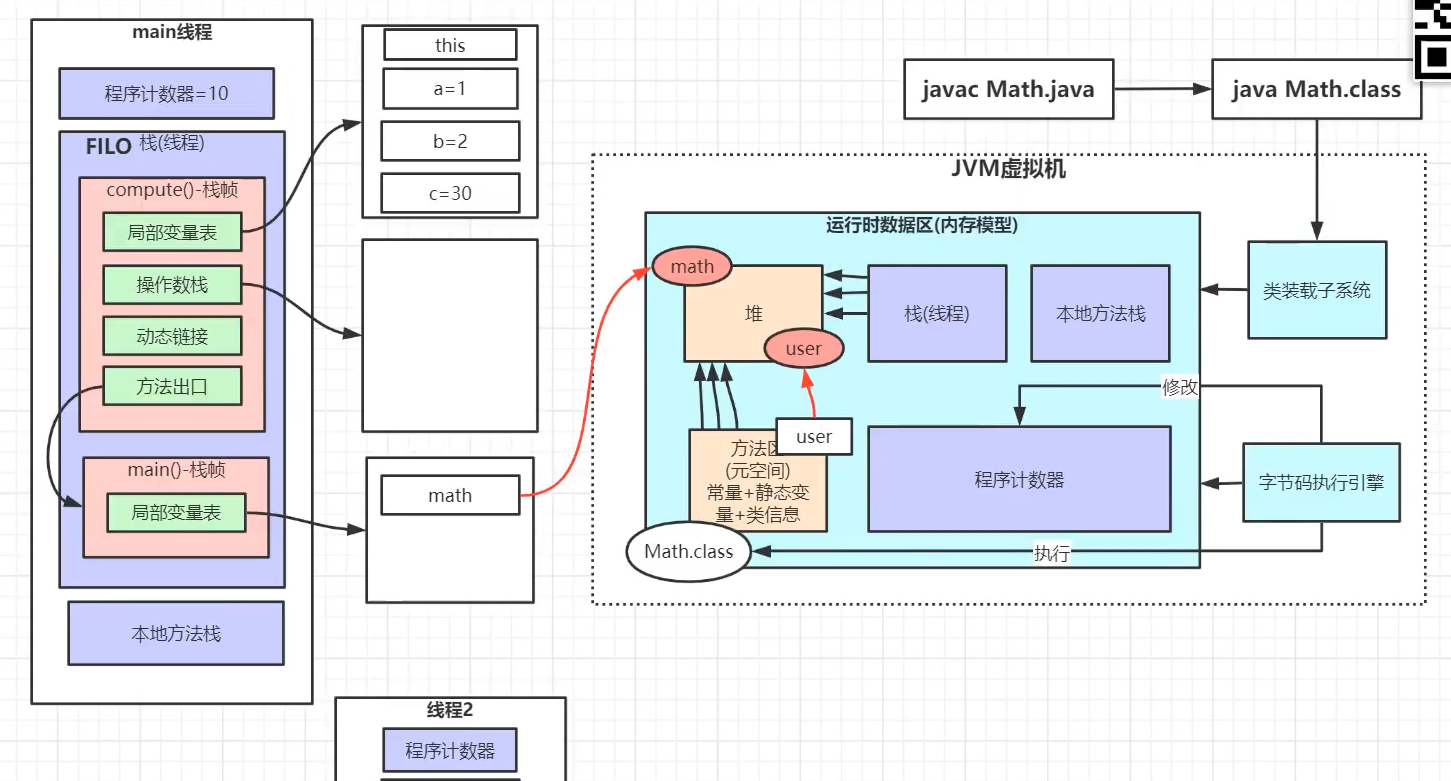 main线程
程序计数器=10
FILO 栈(线程)
compute()-栈帧
局部变量表
操作数栈
动态链接
方法出口
main()-栈帧
局部变量表
本地方法栈
this
a=1
b=2
c=30
math
线程2
程序计数器
javac Math.java
java Math.class
JVM虚拟机
运行时数据区(内存模型)
math
堆
user
栈(线程)
本地方法栈
类装载子系统
修改
user
方法区
(元空间)
常量+静态变
量+类信息
程序计数器
字节码执行引擎
Math.class
执行